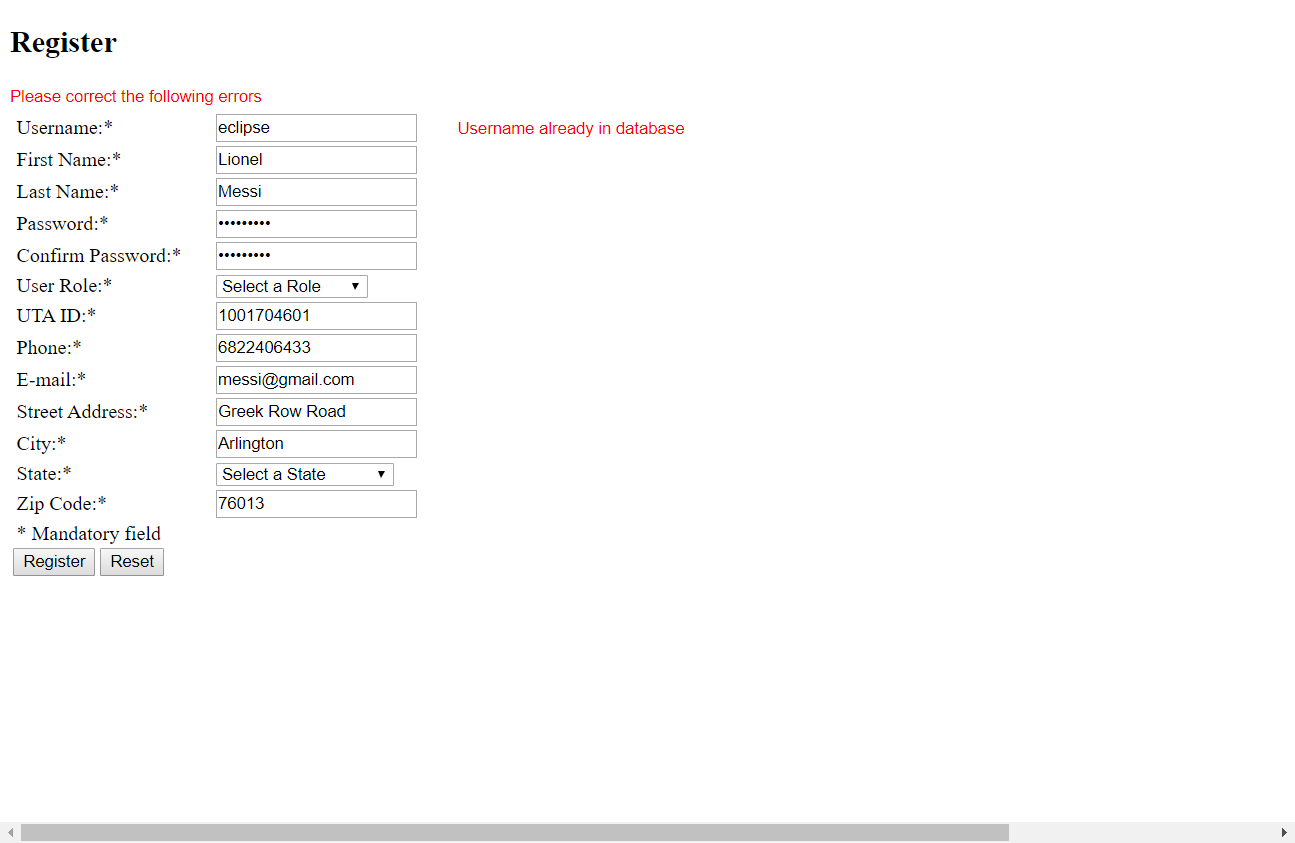 Register
Please correct the following errors
Username:* eclipse Username already in database
First Name:* Lionel
Last Name:* Messi
Password:* •••••••••
Confirm Password:* •••••••••
User Role:* Select a Role
UTA ID:* 1001704601
Phone:* 6822406433
E-mail:* messi@gmail.com
Street Address:* Greek Row Road
City:* Arlington
State:* Select a State
Zip Code:* 76013
* Mandatory field
Register Reset